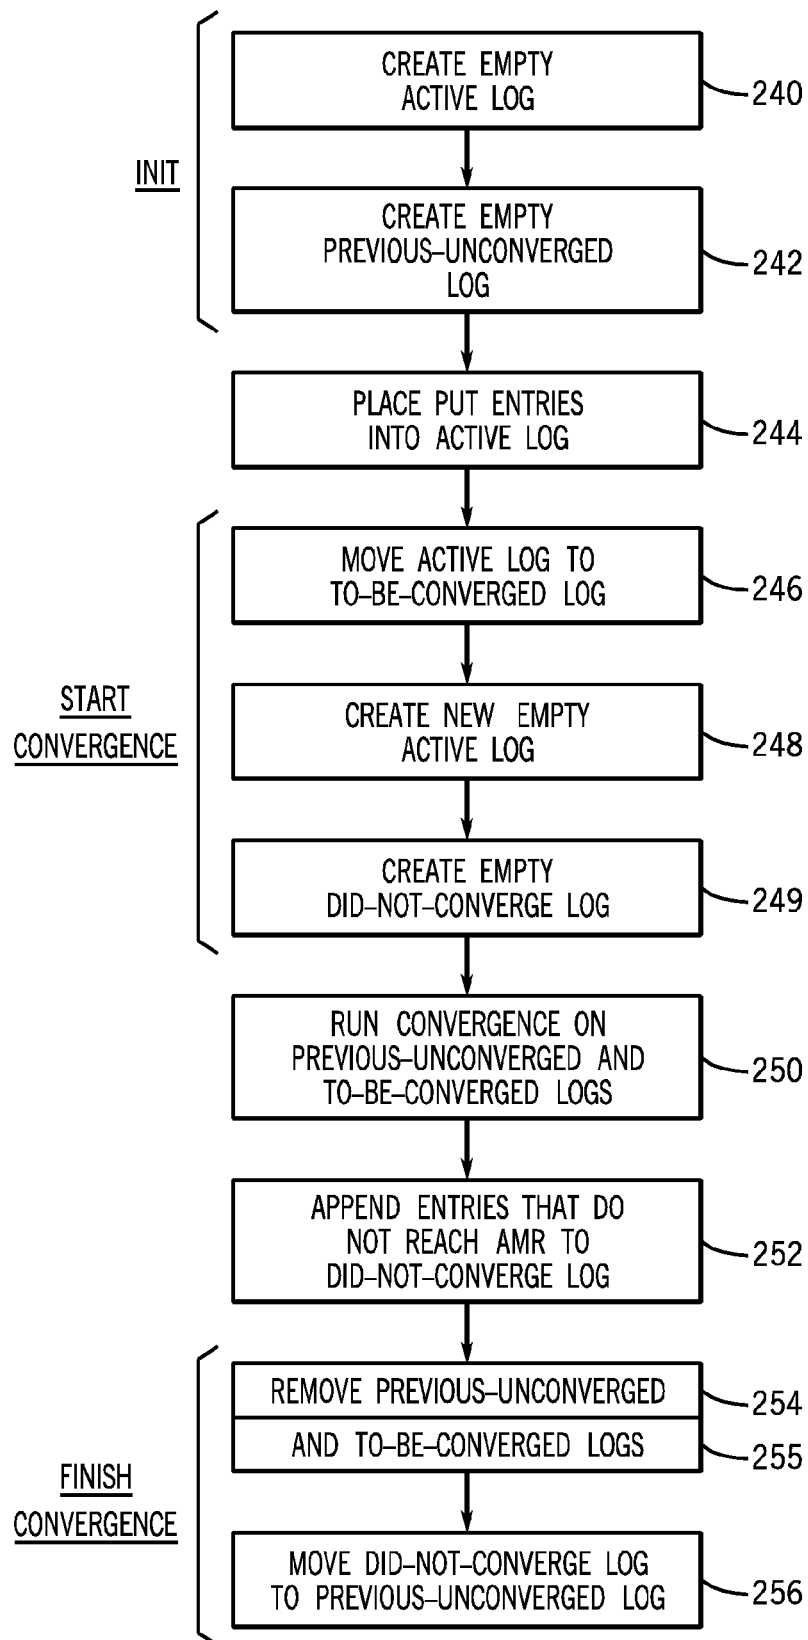 CREATE EMPTY
ACTIVE LOG
240
INIT
CREATE EMPTY
PREVIOUS–UNCONVERGED
LOG
242
PLACE PUT ENTRIES
INTO ACTIVE LOG
244
MOVE ACTIVE LOG TO
TO–BE–CONVERGED LOG
246
START
CONVERGENCE
CREATE NEW EMPTY
ACTIVE LOG
248
CREATE EMPTY
DID–NOT–CONVERGE LOG
249
RUN CONVERGENCE ON
PREVIOUS–UNCONVERGED AND
TO–BE–CONVERGED LOGS
250
APPEND ENTRIES THAT DO
NOT REACH AMR TO
DID–NOT–CONVERGE LOG
252
REMOVE PREVIOUS–UNCONVERGED
254
AND TO–BE–CONVERGED LOGS
255
FINISH
CONVERGENCE
MOVE DID–NOT–CONVERGE LOG
TO PREVIOUS–UNCONVERGED LOG
256